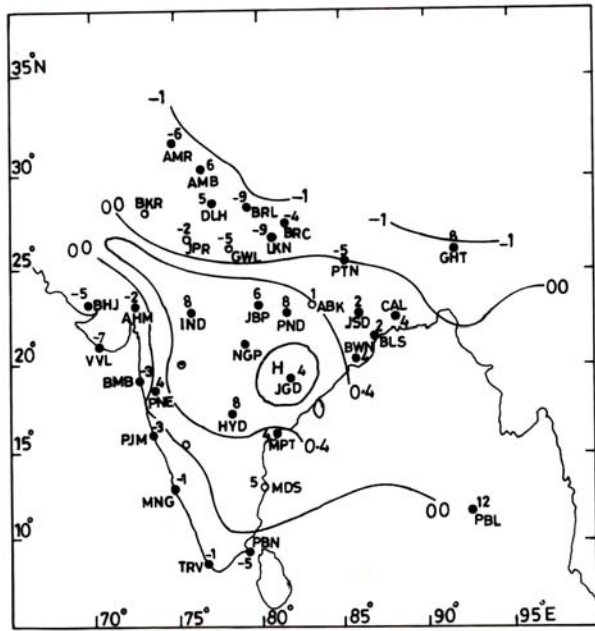 35°N
-1
-6
AMR
6
AMB
-9
5
BRL
-4
DLH
BKR
-1
00
-1
8
-2
-5
-9
BRC
JPR
GWL
LKN
-5
-1
GHT
00
PTN
25°
00
-5
-2
6
8
1
2
CAL
BHJ
ABK
4
AHM
IND
JBP
PND
JSD
2
BLS
-7
BWN
20°
VVL
NGP
4
H
4
-3
4
JGD
0.4
BMB
PNE
8
-3
HYD
4
0.4
15°
PJM
MPT
5
MDS
-1
00
12
MNG
PBL
10°
PBN
-1
-5
TRV
70°
75°
80°
85°
90°
95°E